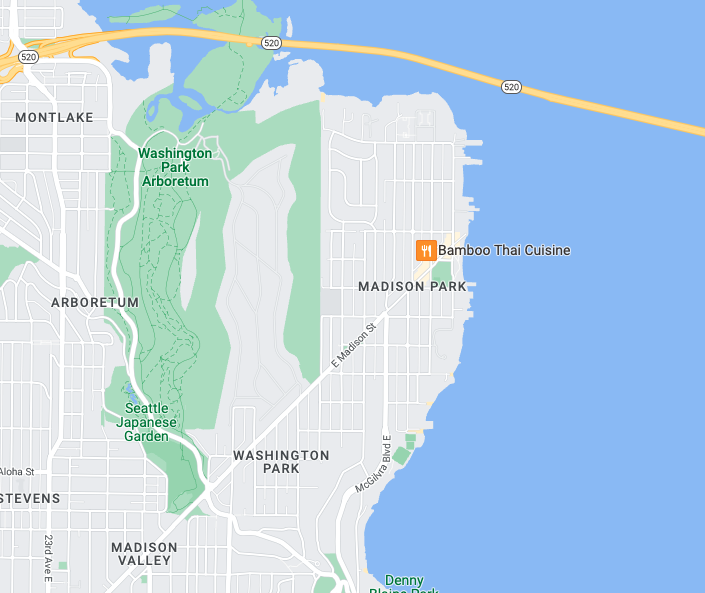 520
520
520
MONTLAKE
Washington
Park
Arboretum
Bamboo Thai Cuisine
MADISON PARK
ARBORETUM
E Madison St
Seattle
Japanese
Garden
WASHINGTON
PARK
McGilvra Blvd E
Aloha St
STEVENS
23rd Ave E
MADISON
VALLEY
Denny
Blaine Park